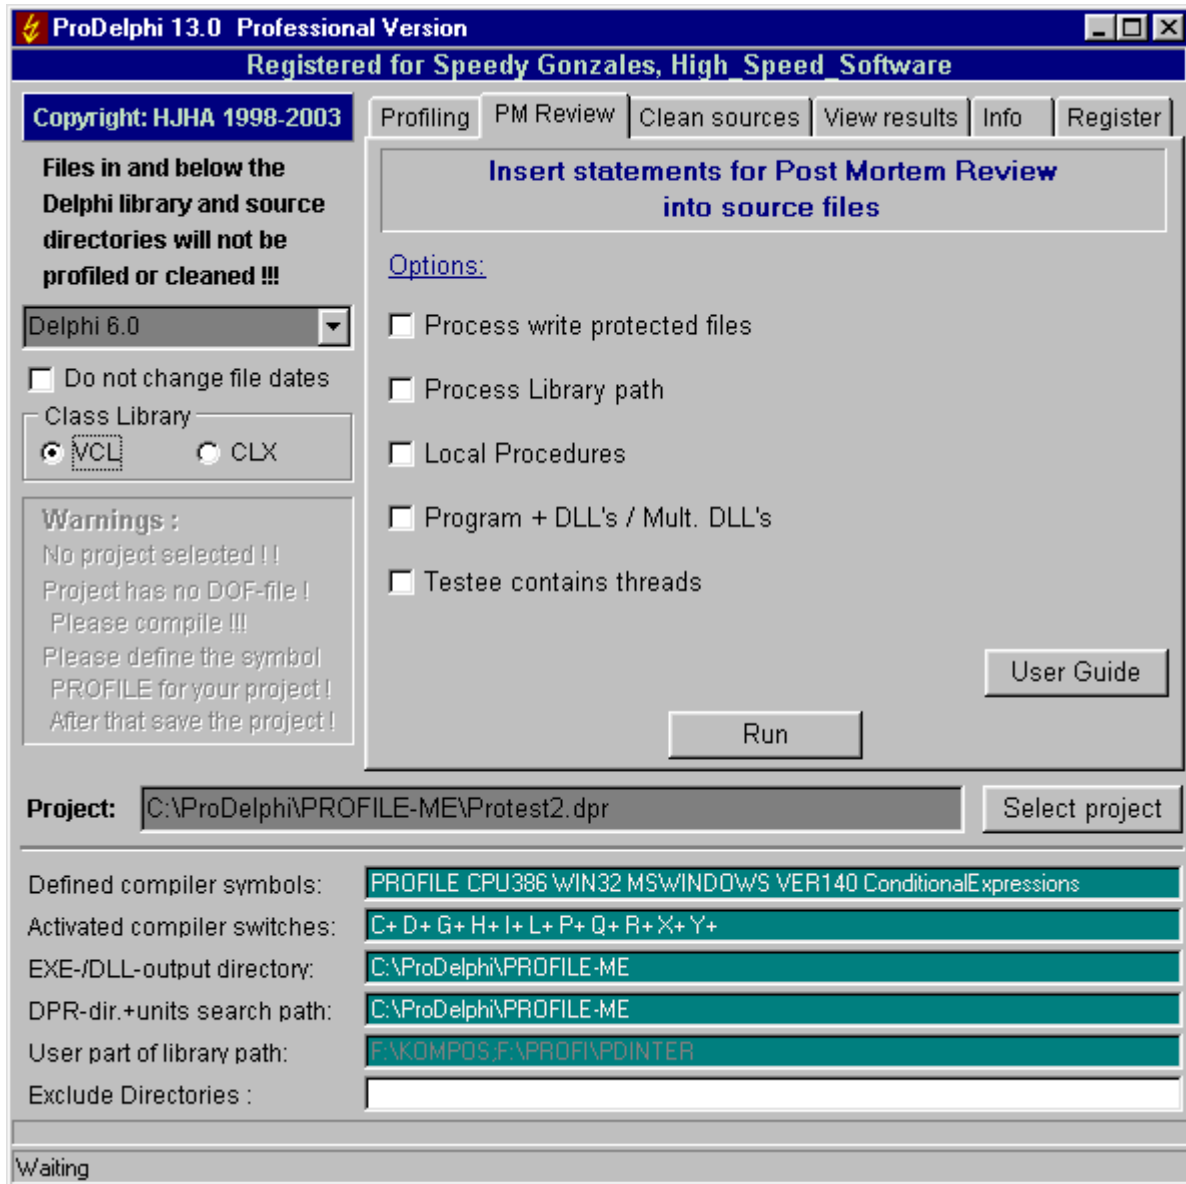 ProDelphi 13.0 Professional Version
Registered for Speedy Gonzales, High_Speed_Software
Copyright: HJHA 1998-2003
Files in and below the
Delphi library and source
directories will not be
profiled or cleaned !!!
Delphi 6.0
Do not change file dates
Class Library
VCL
CLX
Warnings :
No project selected ! !
Project has no DOF-file !
Please compile !!!
Please define the symbol
PROFILE for your project !
After that save the project !
Profiling
PM Review
Clean sources
View results
Info
Register
Insert statements for Post Mortem Review
into source files
Options:
Process write protected files
Process Library path
Local Procedures
Program + DLL's / Mult. DLL's
Testee contains threads
User Guide
Run
Project:
C:\ProDelphi\PROFILE-ME\Protest2.dpr
Select project
Defined compiler symbols:
PROFILE CPU386 WIN32 MSWINDOWS VER140 ConditionalExpressions
Activated compiler switches:
C+ D+ G+ H+ I+ L+ P+ Q+ R+ X+ Y+
EXE-/DLL-output directory:
C:\ProDelphi\PROFILE-ME
DPR-dir.+units search path:
C:\ProDelphi\PROFILE-ME
User part of library path:
F:\KOMPOS;F:\PROFI\PDINTER
Exclude Directories :
Waiting